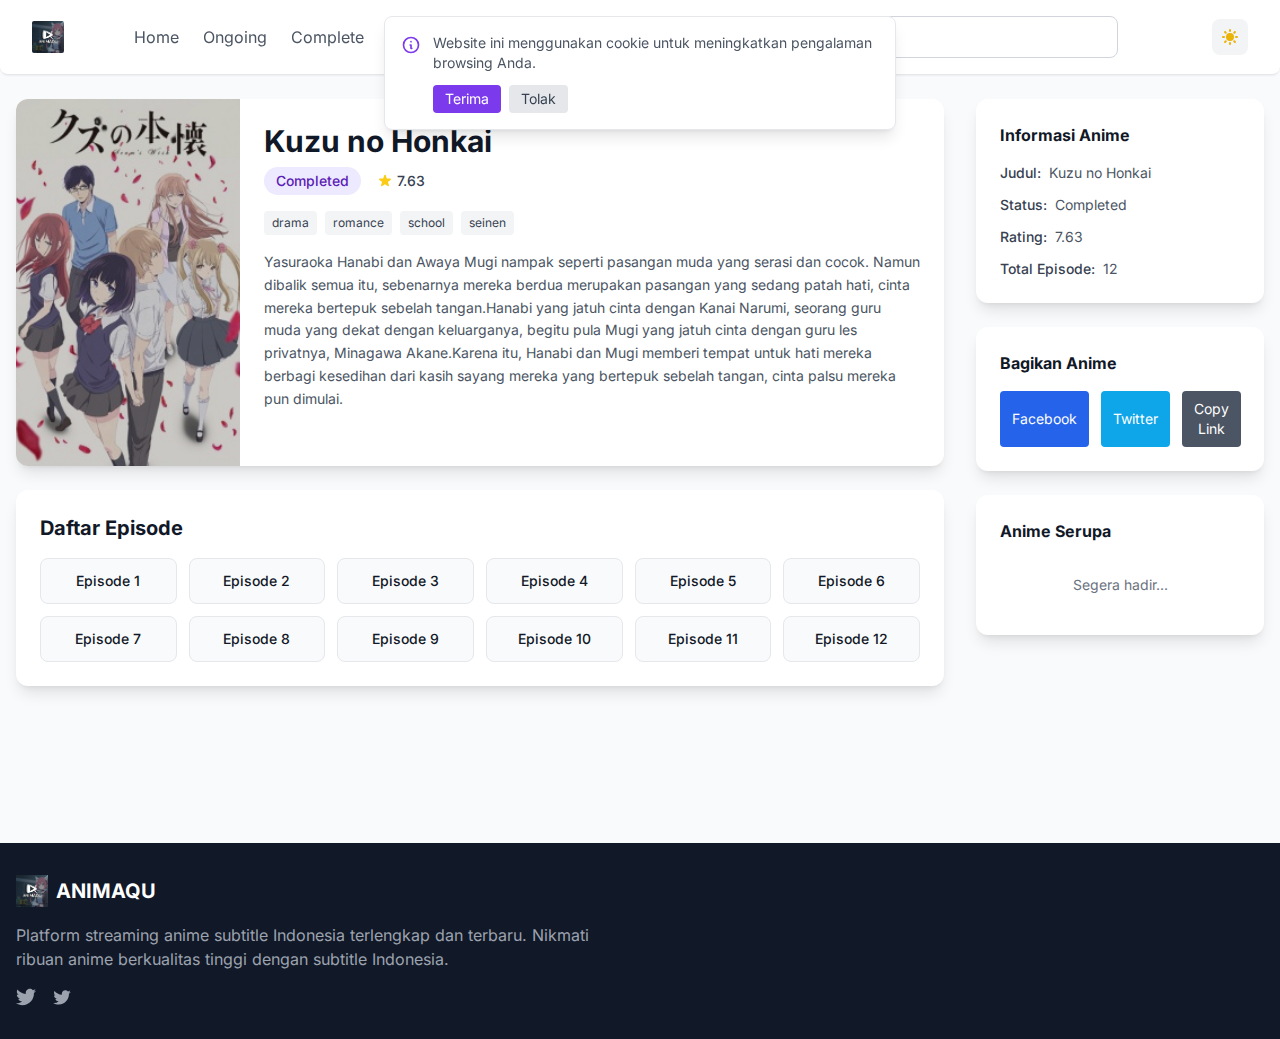 Home
Ongoing
Complete
Website ini menggunakan cookie untuk meningkatkan pengalaman
browsing Anda.
Terima
Tolak
クズの本懐
Kuzu no Honkai
Completed
7.63
drama
romance
school
seinen
Yasuraoka Hanabi dan Awaya Mugi nampak seperti pasangan muda yang serasi dan cocok. Namun
dibalik semua itu, sebenarnya mereka berdua merupakan pasangan yang sedang patah hati, cinta
mereka bertepuk sebelah tangan.Hanabi yang jatuh cinta dengan Kanai Narumi, seorang guru
muda yang dekat dengan keluarganya, begitu pula Mugi yang jatuh cinta dengan guru les
privatnya, Minagawa Akane.Karena itu, Hanabi dan Mugi memberi tempat untuk hati mereka
berbagi kesedihan dari kasih sayang mereka yang bertepuk sebelah tangan, cinta palsu mereka
pun dimulai.
Daftar Episode
Episode 1
Episode 2
Episode 3
Episode 4
Episode 5
Episode 6
Episode 7
Episode 8
Episode 9
Episode 10
Episode 11
Episode 12
Informasi Anime
Judul: Kuzu no Honkai
Status: Completed
Rating: 7.63
Total Episode: 12
Bagikan Anime
Facebook
Twitter
Copy
Link
Anime Serupa
Segera hadir...
ANIMAQU
Platform streaming anime subtitle Indonesia terlengkap dan terbaru. Nikmati
ribuan anime berkualitas tinggi dengan subtitle Indonesia.